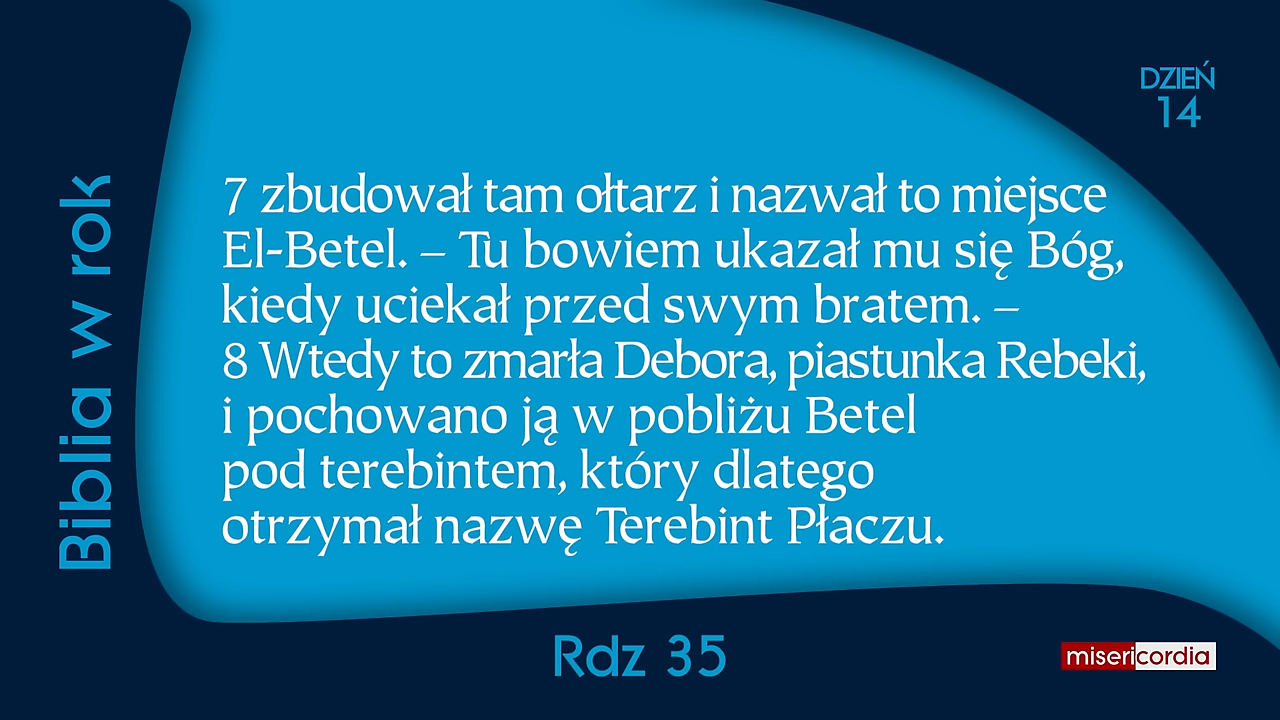 DZIEŃ
14
Biblia w rok
7 zbudował tam ołtarz i nazwał to miejsce
El-Betel. – Tu bowiem ukazał mu się Bóg,
kiedy uciekał przed swym bratem. –
8 Wtedy to zmarła Debora, piastunka Rebeki,
i pochowano ją w pobliżu Betel
pod terebintem, który dlatego
otrzymał nazwę Terebint Płaczu.
Rdz 35
misericordia